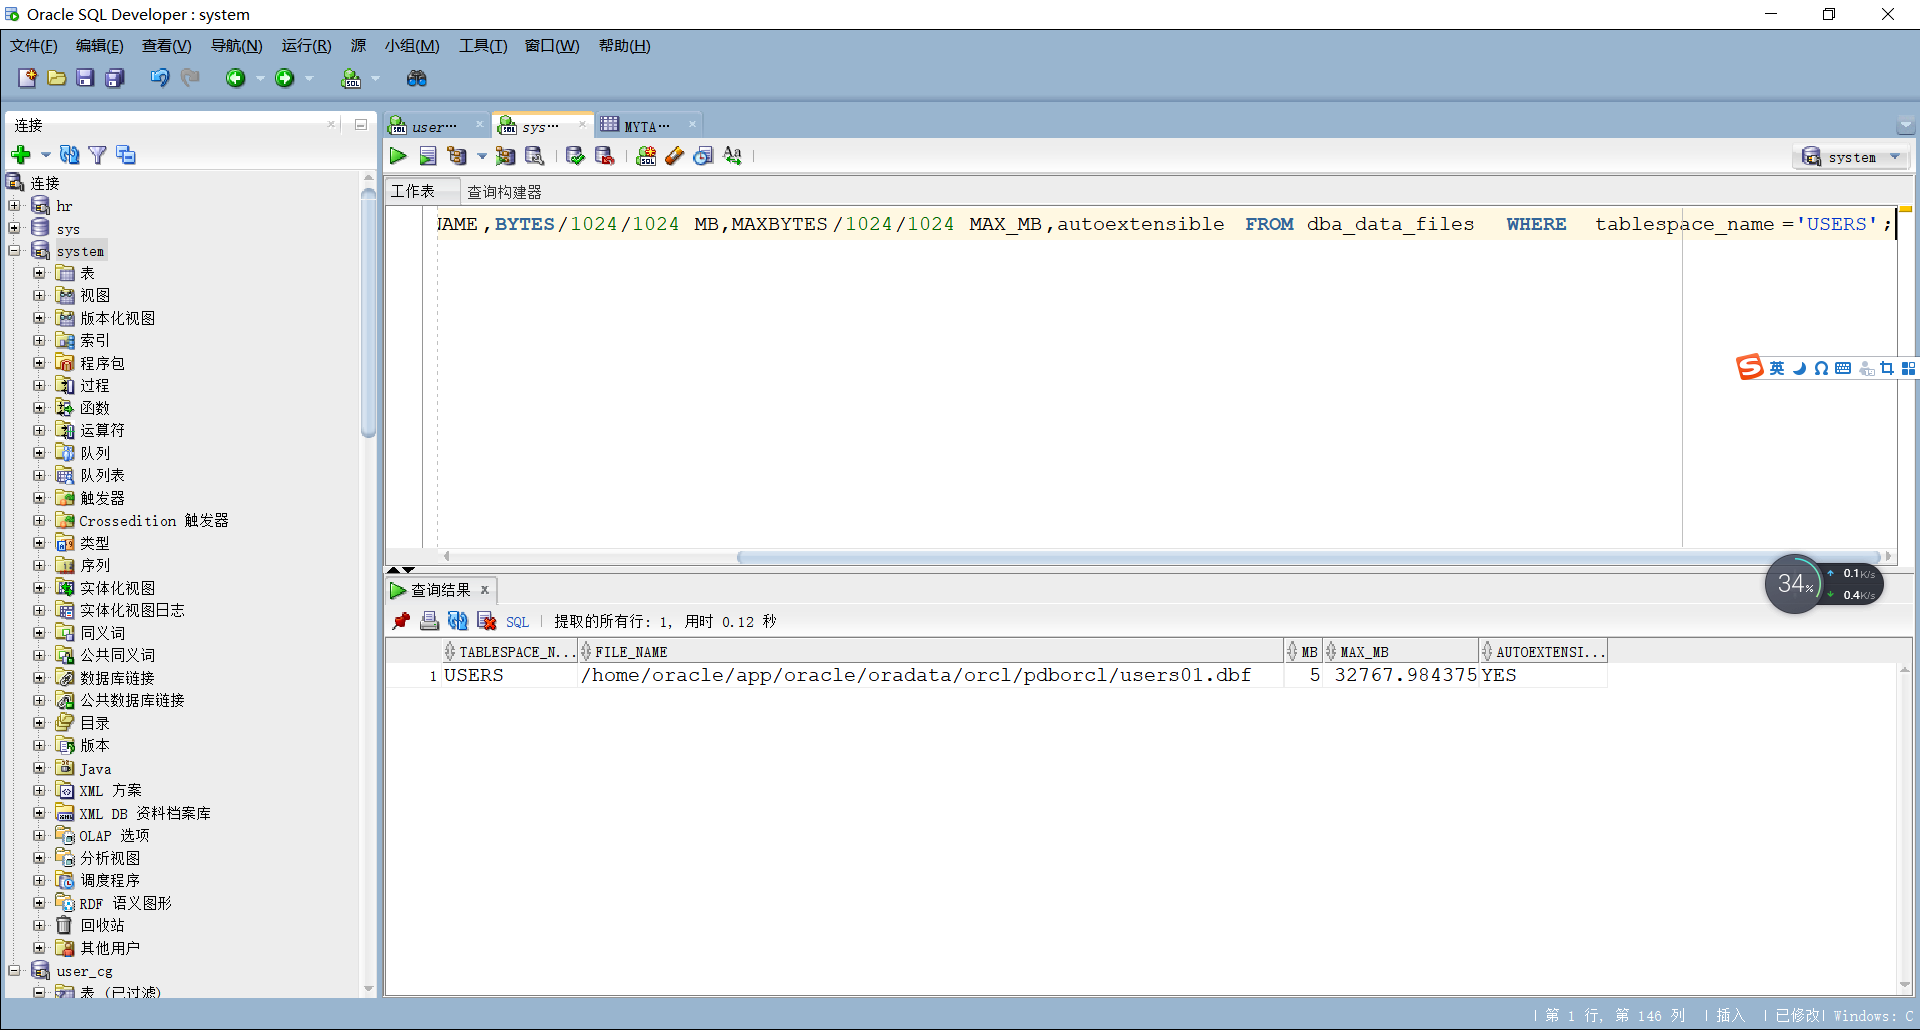 Oracle SQL Developer : system
文件(F) 编辑(E) 查看(V) 导航(N) 运行(R) 源 小组(M) 工具(T) 窗口(W) 帮助(H)
连接
user… sys… MYTA…
system
连接
hr
sys
system
表
视图
版本化视图
索引
程序包
过程
函数
运算符
队列
队列表
触发器
Crossedition 触发器
类型
序列
实体化视图
实体化视图日志
同义词
公共同义词
数据库链接
公共数据库链接
目录
版本
Java
XML 方案
XML DB 资料档案库
OLAP 选项
分析视图
调度程序
RDF 语义图形
回收站
其他用户
user_cg
表 (已过滤)
工作表 查询构建器
NAME,BYTES/1024/1024 MB,MAXBYTES/1024/1024 MAX_MB,autoextensible FROM dba_data_files WHERE tablespace_name='USERS';
英
34%
0.1K/s
0.4K/s
查询结果
SQL 提取的所有行: 1, 用时 0.12 秒
TABLESPACE_N... FILE_NAME MB MAX_MB AUTOEXTENSI...
1 USERS /home/oracle/app/oracle/oradata/orcl/pdborcl/users01.dbf 5 32767.984375 YES
第 1 行, 第 146 列 插入 已修改 Windows: C